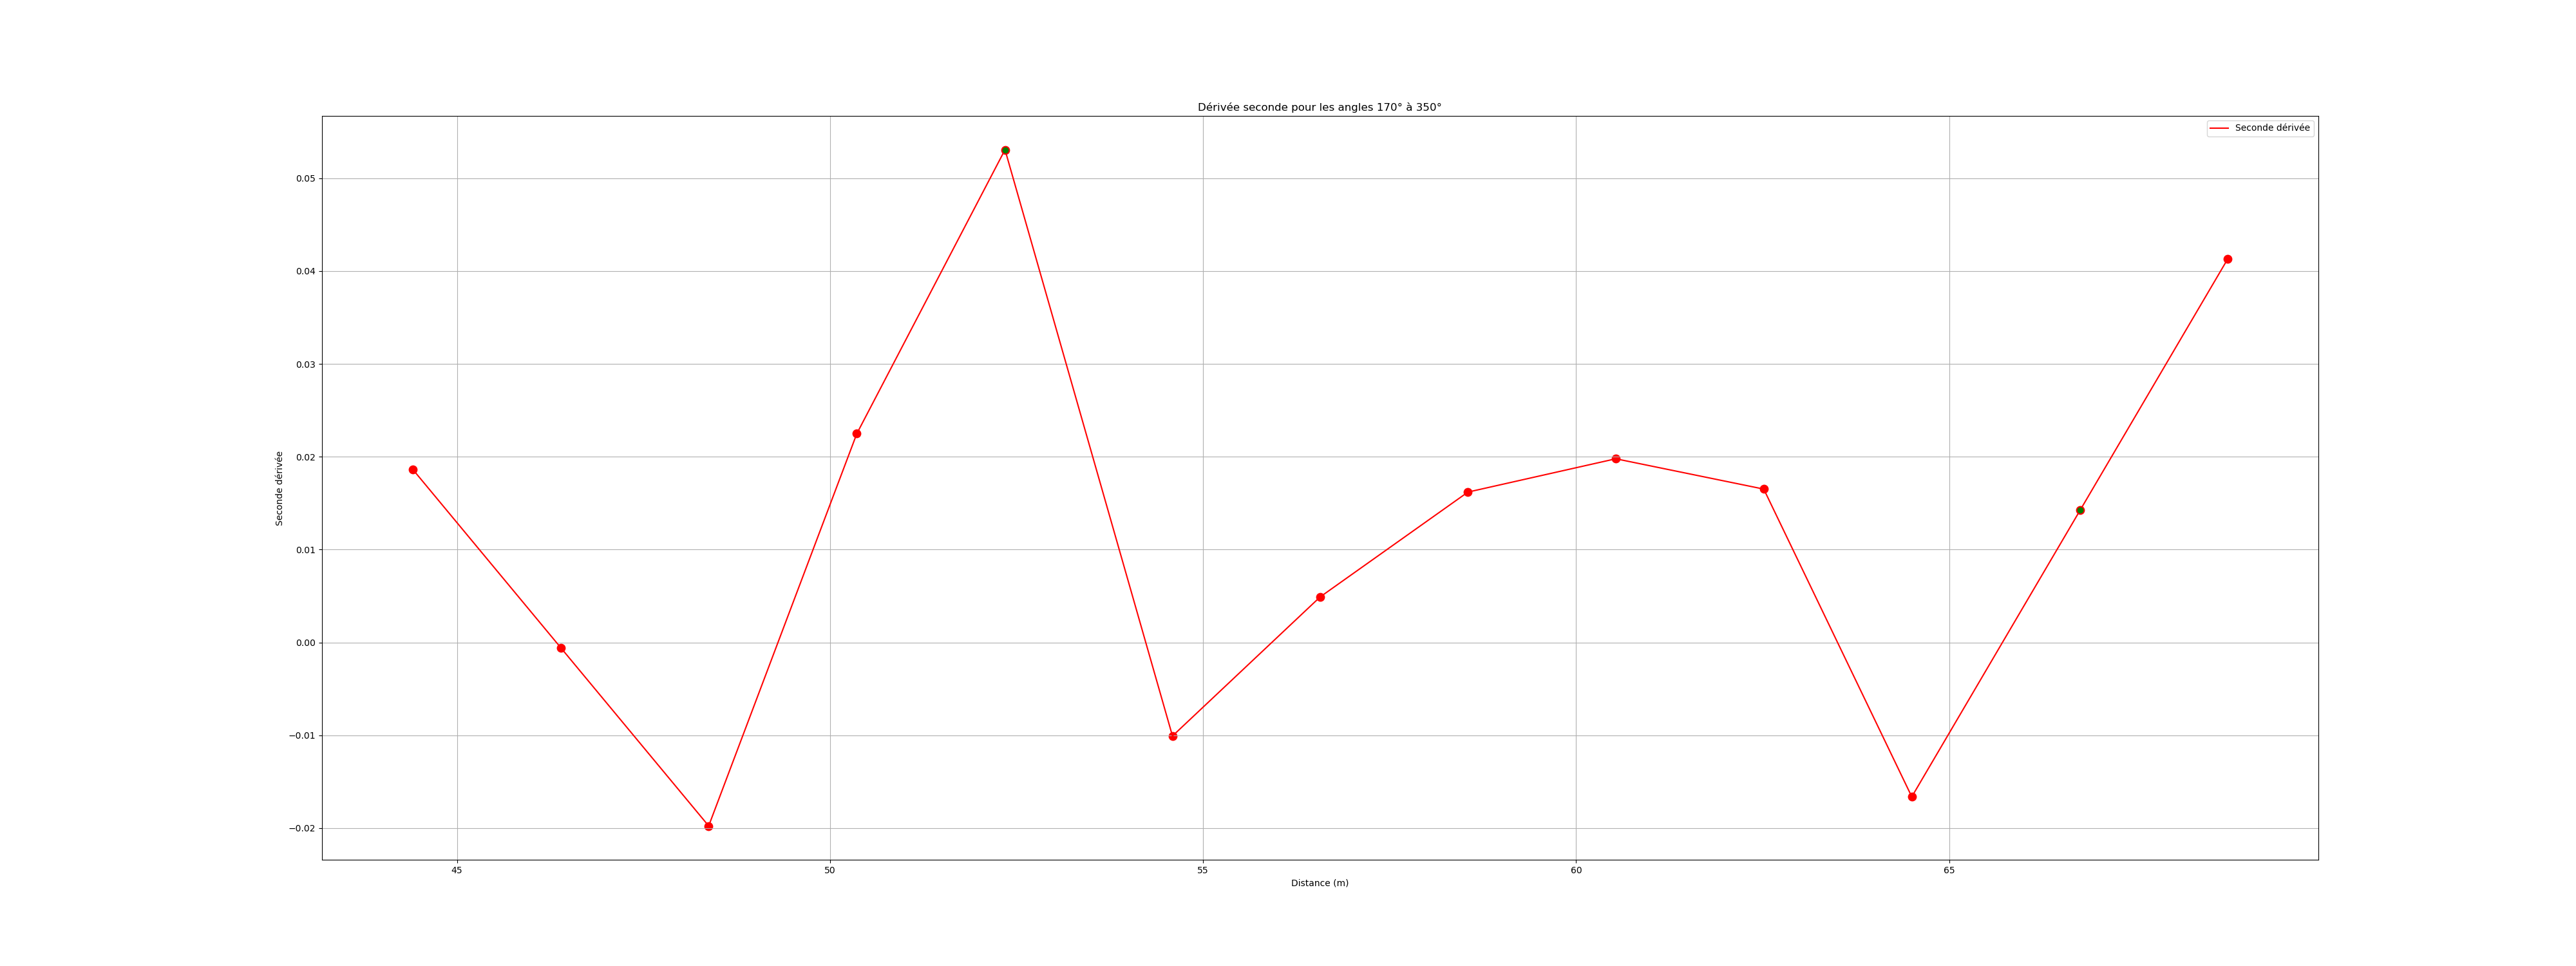 Dérivée seconde pour les angles 170° à 350°
Seconde dérivée
0.05
0.04
0.03
0.02
0.01
0.00
−0.01
−0.02
Seconde dérivée
45 50 55 60 65
Distance (m)